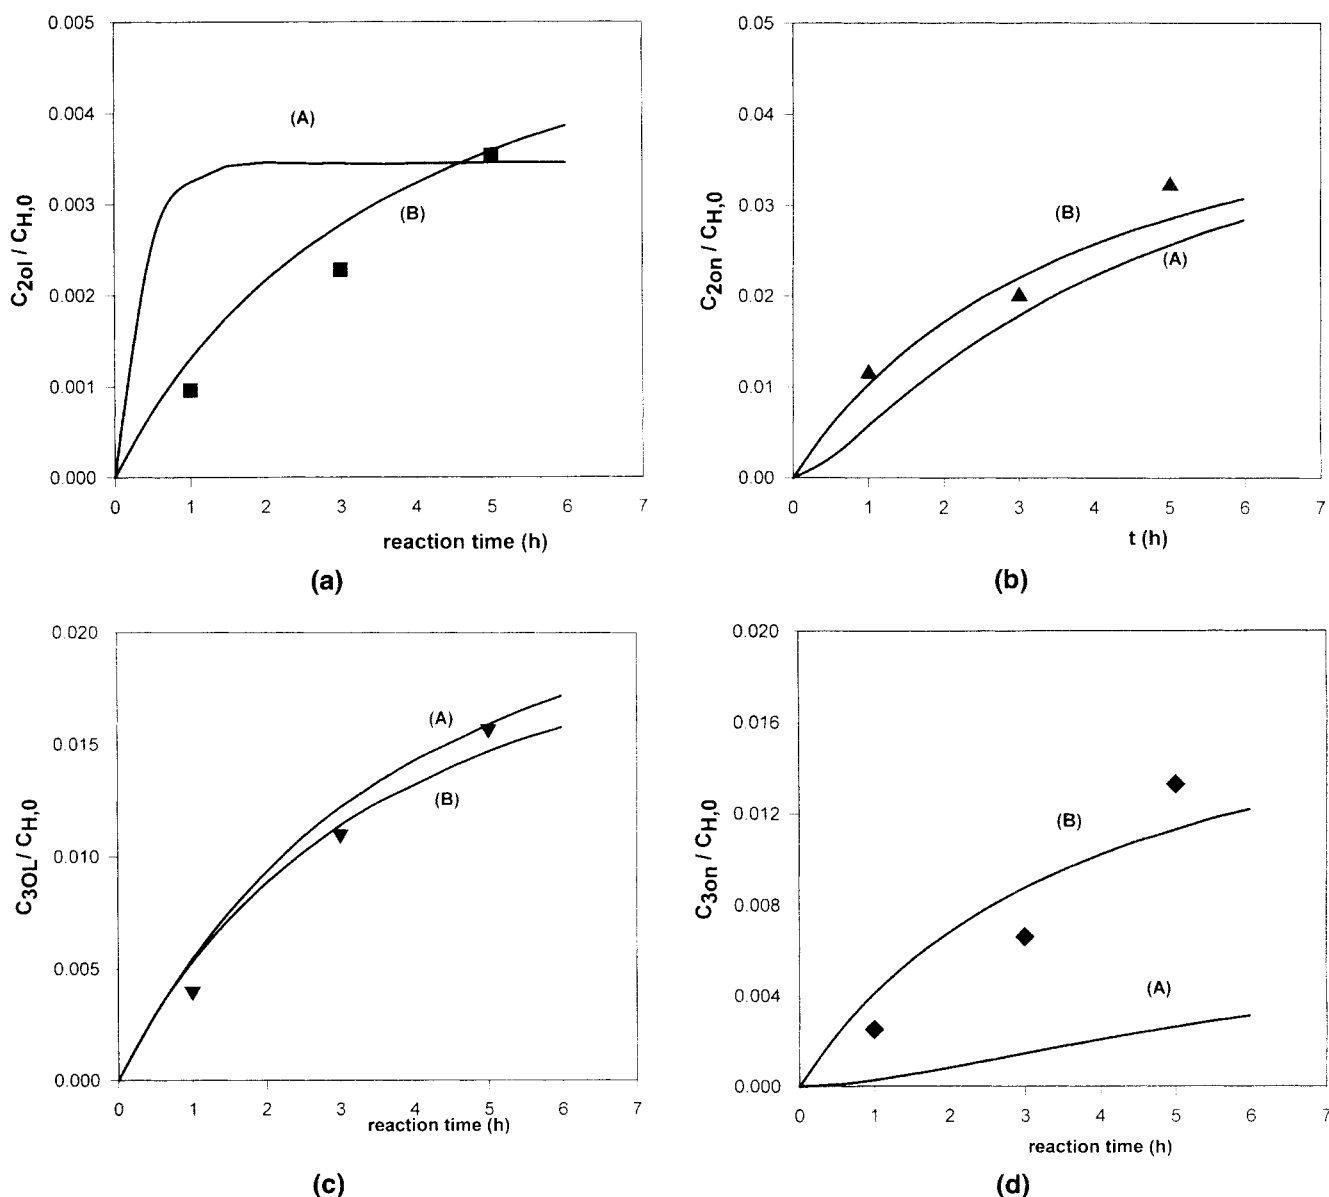 0.005
0.004
0.003
0.002
0.001
0.000
C2ol / CH,0
(A)
(B)
0 1 2 3 4 5 6 7
reaction time (h)
(a)
0.05
0.04
0.03
0.02
0.01
0.00
C2on / CH,0
(B)
(A)
0 1 2 3 4 5 6 7
t (h)
(b)
0.020
0.015
0.010
0.005
0.000
C3OL / CH,0
(A)
(B)
0 1 2 3 4 5 6 7
reaction time (h)
(c)
0.020
0.016
0.012
0.008
0.004
0.000
C3on / CH,0
(B)
(A)
0 1 2 3 4 5 6 7
reaction time (h)
(d)